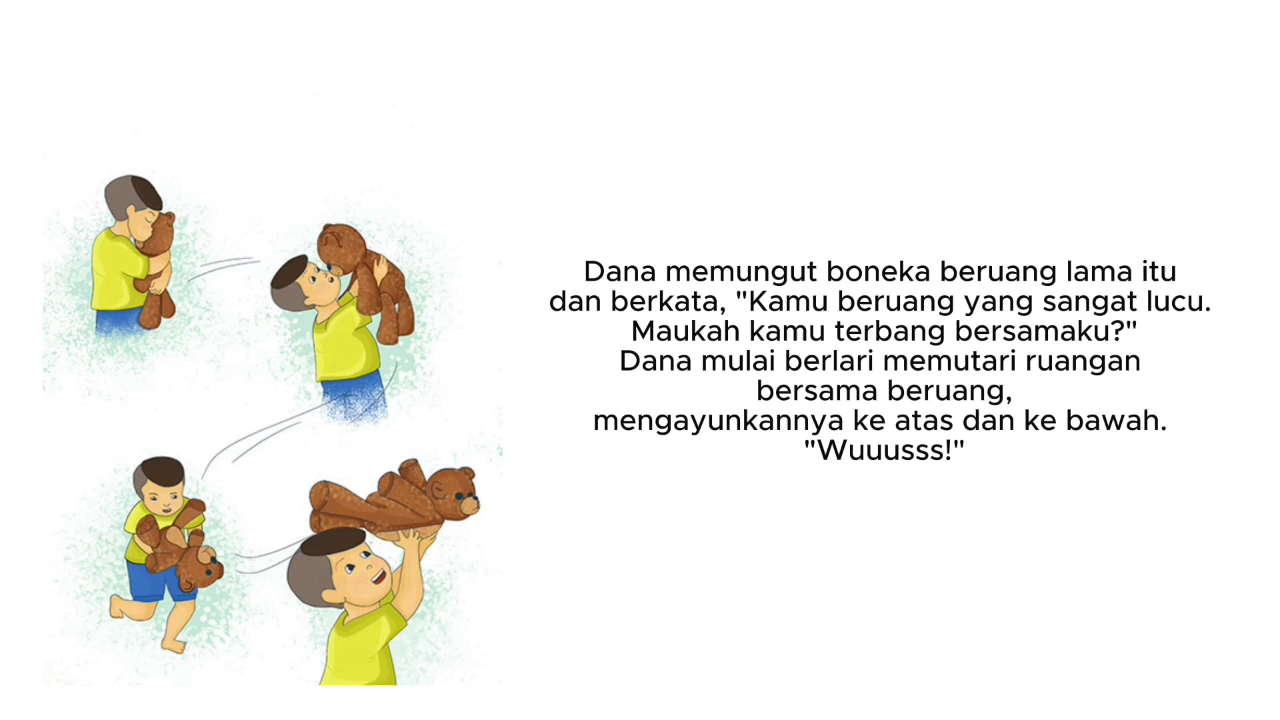 Dana memungut boneka beruang lama itu
dan berkata, "Kamu beruang yang sangat lucu.
Maukah kamu terbang bersamaku?"
Dana mulai berlari memutari ruangan
bersama beruang,
mengayunkannya ke atas dan ke bawah.
"Wuuusss!"